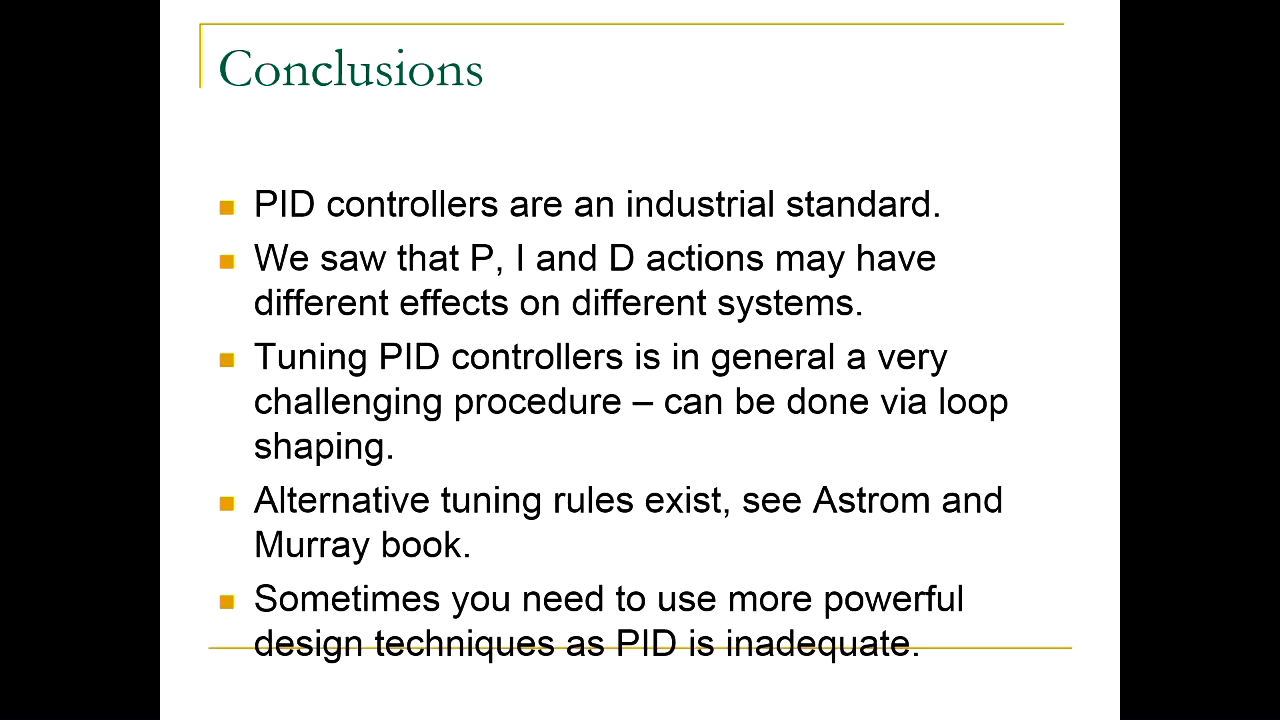 Conclusions
PID controllers are an industrial standard.
We saw that P, I and D actions may have
different effects on different systems.
Tuning PID controllers is in general a very
challenging procedure – can be done via loop
shaping.
Alternative tuning rules exist, see Astrom and
Murray book.
Sometimes you need to use more powerful
design techniques as PID is inadequate.